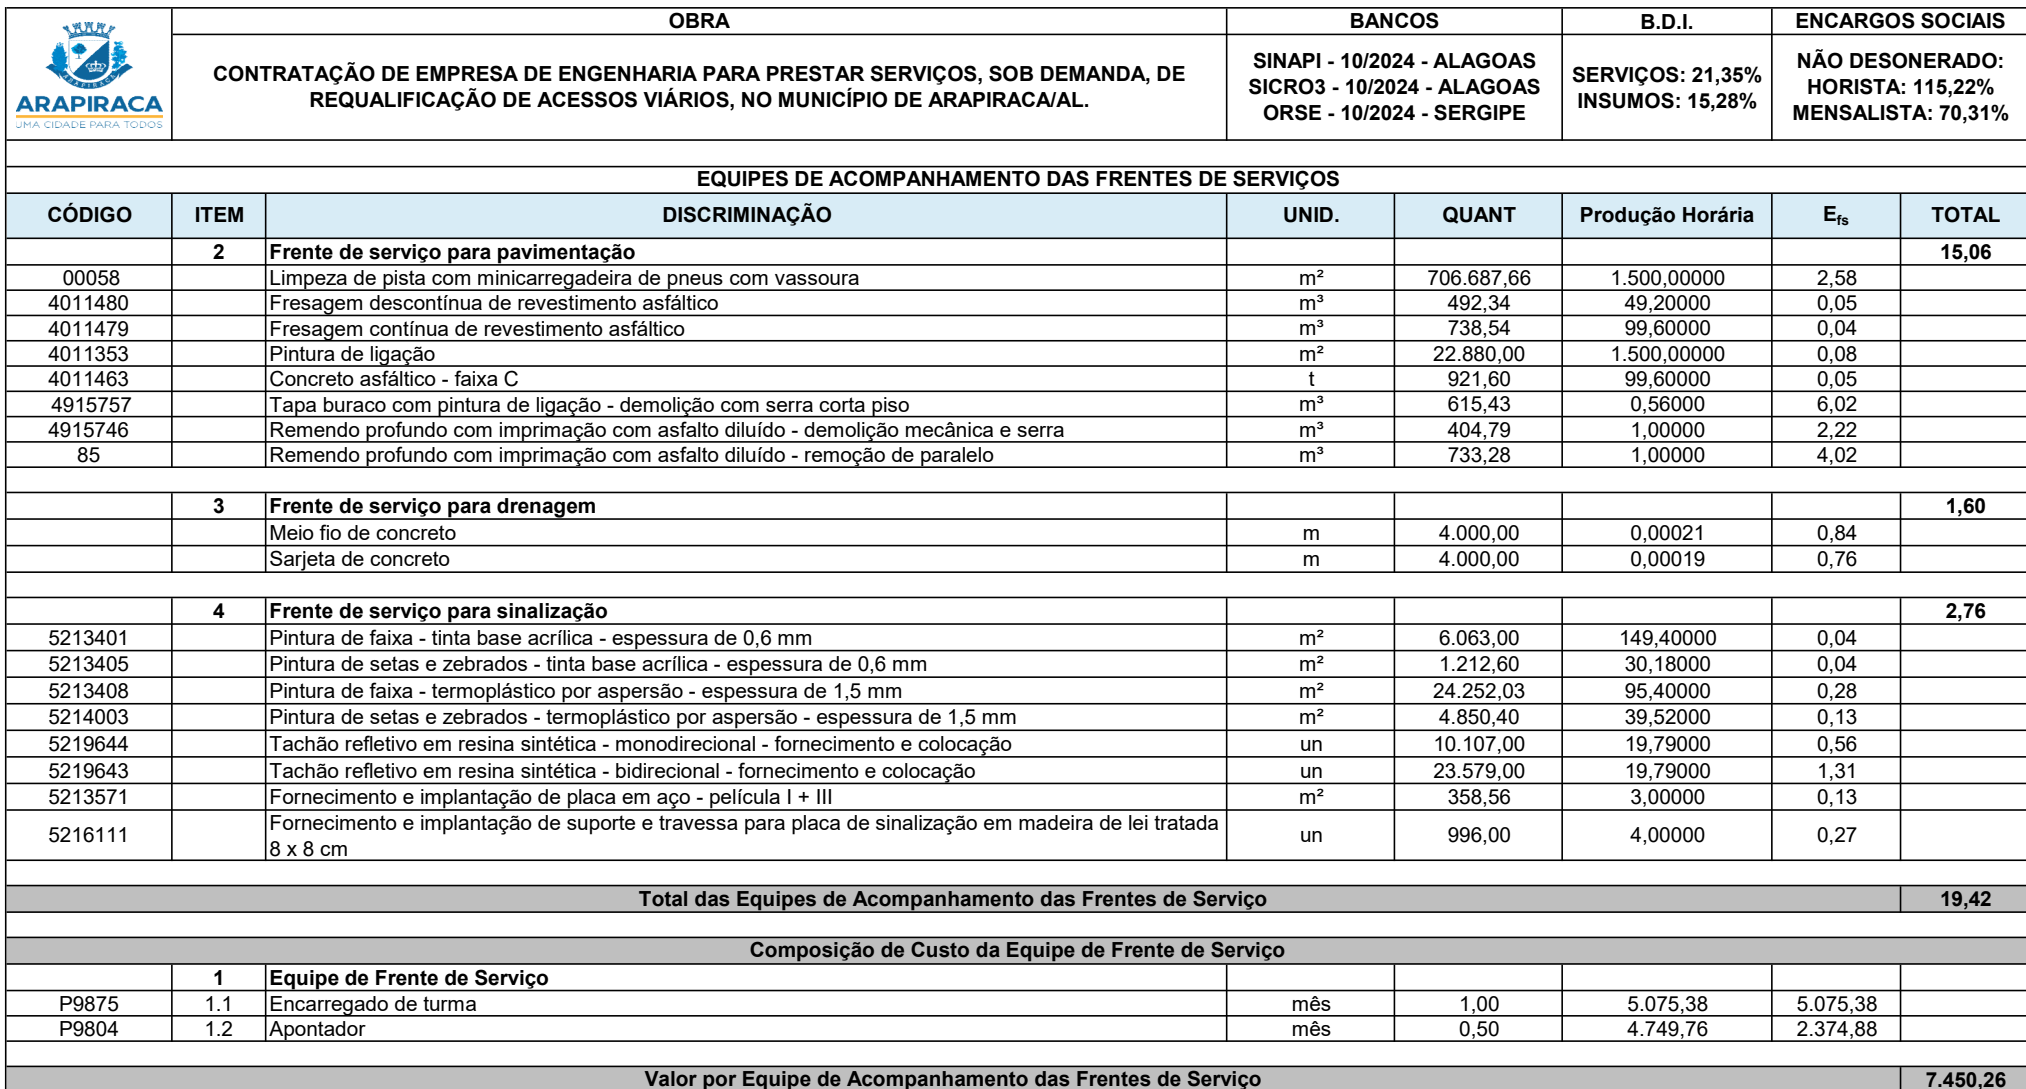 ARAPIRACA
UMA CIDADE PARA TODOS
OBRA
CONTRATAÇÃO DE EMPRESA DE ENGENHARIA PARA PRESTAR SERVIÇOS, SOB DEMANDA, DE
REQUALIFICAÇÃO DE ACESSOS VIÁRIOS, NO MUNICÍPIO DE ARAPIRACA/AL.
BANCOS
SINAPI - 10/2024 - ALAGOAS
SICRO3 - 10/2024 - ALAGOAS
ORSE - 10/2024 - SERGIPE
B.D.I.
SERVIÇOS: 21,35%
INSUMOS: 15,28%
ENCARGOS SOCIAIS
NÃO DESONERADO:
HORISTA: 115,22%
MENSALISTA: 70,31%
EQUIPES DE ACOMPANHAMENTO DAS FRENTES DE SERVIÇOS
CÓDIGO ITEM DISCRIMINAÇÃO UNID. QUANT Produção Horária Efs TOTAL
2 Frente de serviço para pavimentação 15,06
00058 Limpeza de pista com minicarregadeira de pneus com vassoura m² 706.687,66 1.500,00000 2,58
4011480 Fresagem descontínua de revestimento asfáltico m³ 492,34 49,20000 0,05
4011479 Fresagem contínua de revestimento asfáltico m³ 738,54 99,60000 0,04
4011353 Pintura de ligação m² 22.880,00 1.500,00000 0,08
4011463 Concreto asfáltico - faixa C t 921,60 99,60000 0,05
4915757 Tapa buraco com pintura de ligação - demolição com serra corta piso m³ 615,43 0,56000 6,02
4915746 Remendo profundo com imprimação com asfalto diluído - demolição mecânica e serra m³ 404,79 1,00000 2,22
85 Remendo profundo com imprimação com asfalto diluído - remoção de paralelo m³ 733,28 1,00000 4,02
3 Frente de serviço para drenagem 1,60
Meio fio de concreto m 4.000,00 0,00021 0,84
Sarjeta de concreto m 4.000,00 0,00019 0,76
4 Frente de serviço para sinalização 2,76
5213401 Pintura de faixa - tinta base acrílica - espessura de 0,6 mm m² 6.063,00 149,40000 0,04
5213405 Pintura de setas e zebrados - tinta base acrílica - espessura de 0,6 mm m² 1.212,60 30,18000 0,04
5213408 Pintura de faixa - termoplástico por aspersão - espessura de 1,5 mm m² 24.252,03 95,40000 0,28
5214003 Pintura de setas e zebrados - termoplástico por aspersão - espessura de 1,5 mm m² 4.850,40 39,52000 0,13
5219644 Tachão refletivo em resina sintética - monodirecional - fornecimento e colocação un 10.107,00 19,79000 0,56
5219643 Tachão refletivo em resina sintética - bidirecional - fornecimento e colocação un 23.579,00 19,79000 1,31
5213571 Fornecimento e implantação de placa em aço - película I + III m² 358,56 3,00000 0,13
5216111 Fornecimento e implantação de suporte e travessa para placa de sinalização em madeira de lei tratada
8 x 8 cm un 996,00 4,00000 0,27
Total das Equipes de Acompanhamento das Frentes de Serviço 19,42
Composição de Custo da Equipe de Frente de Serviço
1 Equipe de Frente de Serviço
P9875 1.1 Encarregado de turma mês 1,00 5.075,38 5.075,38
P9804 1.2 Apontador mês 0,50 4.749,76 2.374,88
Valor por Equipe de Acompanhamento das Frentes de Serviço 7.450,26